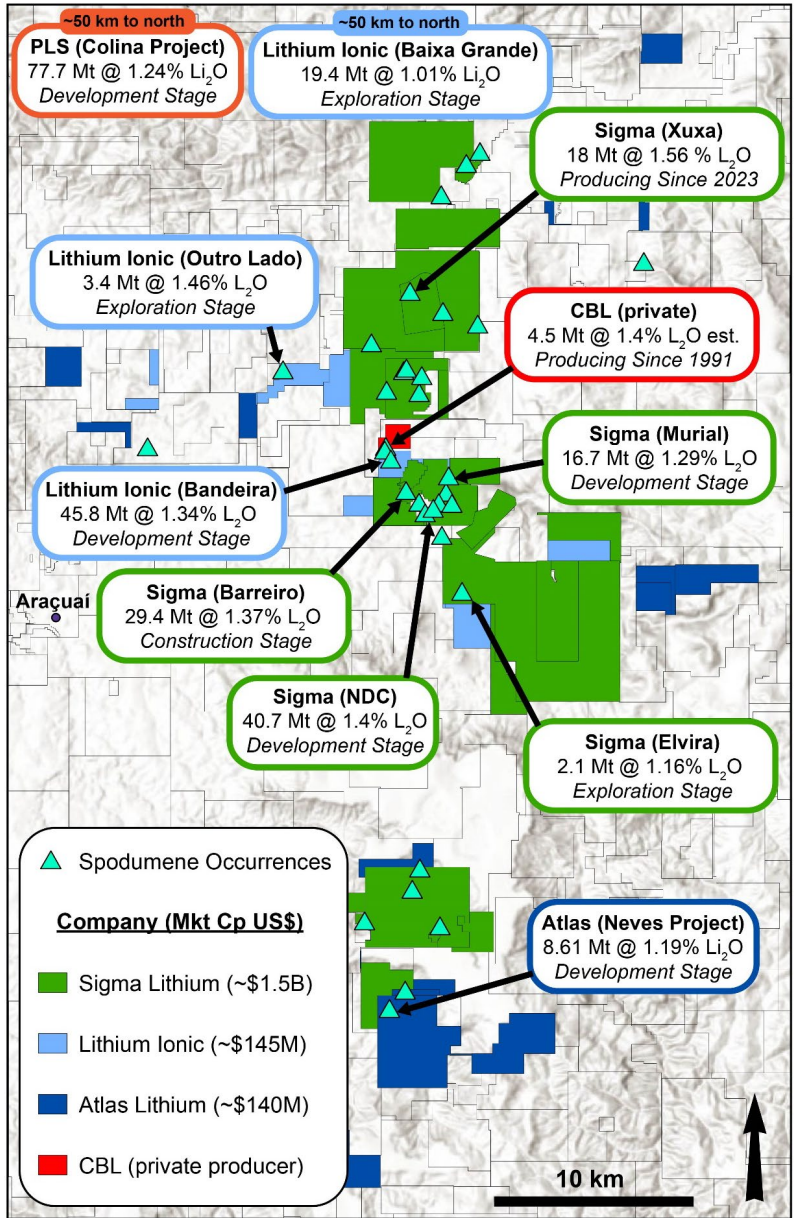 ~50 km to north
PLS (Colina Project)
77.7 Mt @ 1.24% Li₂O
Development Stage
~50 km to north
Lithium Ionic (Baixa Grande)
19.4 Mt @ 1.01% Li₂O
Exploration Stage
Sigma (Xuxa)
18 Mt @ 1.56 % L₂O
Producing Since 2023
Lithium Ionic (Outro Lado)
3.4 Mt @ 1.46% L₂O
Exploration Stage
CBL (private)
4.5 Mt @ 1.4% L₂O est.
Producing Since 1991
Sigma (Murial)
16.7 Mt @ 1.29% L₂O
Development Stage
Lithium Ionic (Bandeira)
45.8 Mt @ 1.34% L₂O
Development Stage
Araçuaí
Sigma (Barreiro)
29.4 Mt @ 1.37% L₂O
Construction Stage
Sigma (NDC)
40.7 Mt @ 1.4% L₂O
Development Stage
Sigma (Elvira)
2.1 Mt @ 1.16% L₂O
Exploration Stage
Spodumene Occurrences
Company (Mkt Cp US$)
Sigma Lithium (~$1.5B)
Lithium Ionic (~$145M)
Atlas Lithium (~$140M)
CBL (private producer)
Atlas (Neves Project)
8.61 Mt @ 1.19% Li₂O
Development Stage
10 km